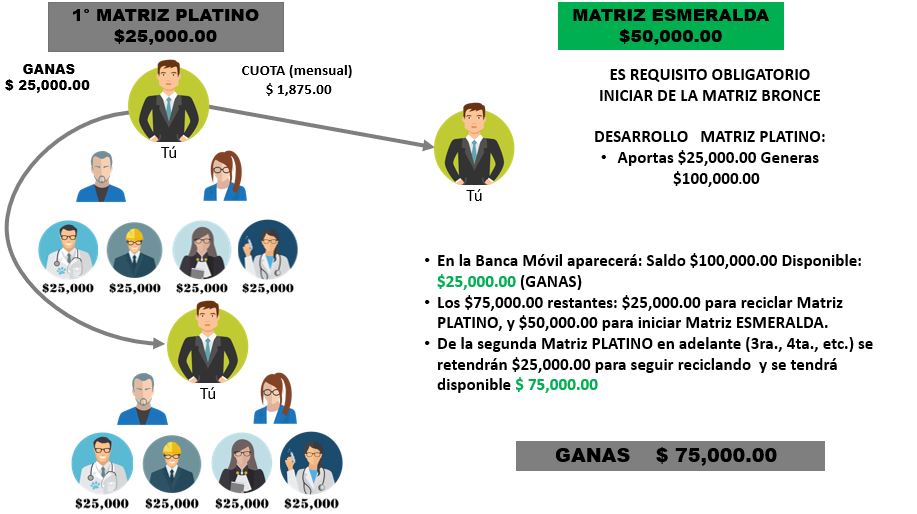 1° MATRIZ PLATINO
$25,000.00
MATRIZ ESMERALDA
$50,000.00
GANAS
$ 25,000.00
CUOTA (mensual)
$ 1,875.00
Tú
Tú
ES REQUISITO OBLIGATORIO
INICIAR DE LA MATRIZ BRONCE
DESARROLLO MATRIZ PLATINO:
• Aportas $25,000.00 Generas
$100,000.00
$25,000 $25,000 $25,000 $25,000
• En la Banca Móvil aparecerá: Saldo $100,000.00 Disponible:
$25,000.00 (GANAS)
• Los $75,000.00 restantes: $25,000.00 para reciclar Matriz
PLATINO, y $50,000.00 para iniciar Matriz ESMERALDA.
• De la segunda Matriz PLATINO en adelante (3ra., 4ta., etc.) se
retendrán $25,000.00 para seguir reciclando y se tendrá
disponible $ 75,000.00
Tú
$25,000 $25,000 $25,000 $25,000
GANAS $ 75,000.00